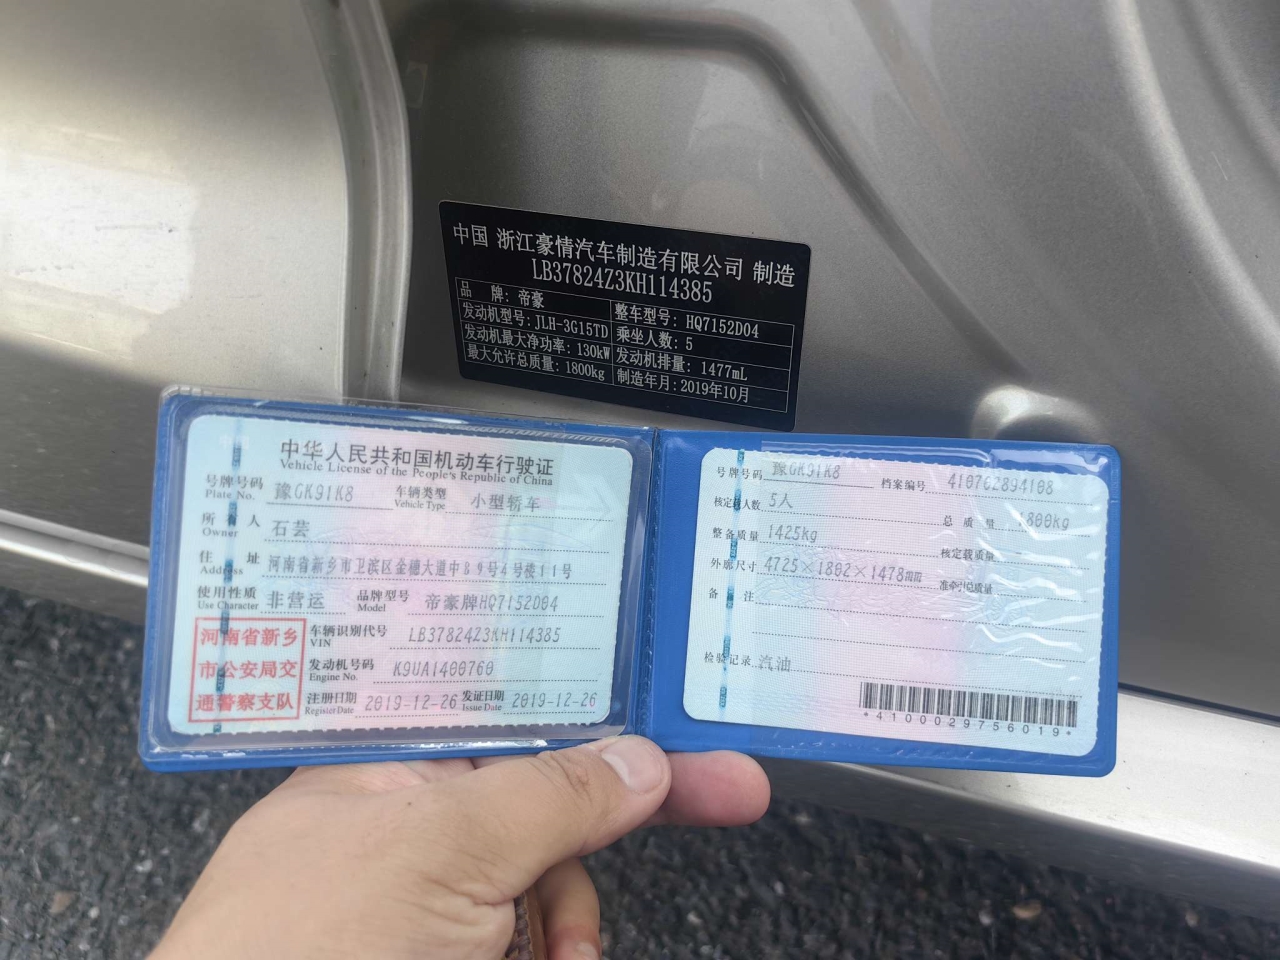 中国 浙江豪情汽车制造有限公司 制造
LB37824Z3KH114385
品 牌: 帝豪 整车型号: HQ7152D04
发动机型号: JLH-3G15TD 乘坐人数: 5
发动机最大净功率: 130kW 发动机排量: 1477mL
最大允许总质量: 1800kg 制造年月: 2019年10月
中华人民共和国机动车行驶证
Vehicle License of the People's Republic of China
号牌号码 豫GK91K8 车辆类型 小型轿车
Plate No. Vehicle Type
所有人 石芸
Owner
住址 河南省新乡市卫滨区金穗大道中89号4号楼11号
Address
使用性质 非营运 品牌型号 帝豪牌HQ7152D04
Use Character Model
河南省新乡
市公安局交
通警察支队
车辆识别代号 LB37824Z3KH114385
VIN
发动机号码 K9UA1400760
Engine No.
注册日期 2019-12-26 发证日期 2019-12-26
Register Date Issue Date
号牌号码 豫GK91K8 档案编号 410702894108
核定载人数 5人 总质量 1800kg
整备质量 1425kg 核定载质量
外廓尺寸 4725×1802×1478mm 准牵引总质量
备注
检验记录 汽油
*4100029756019*